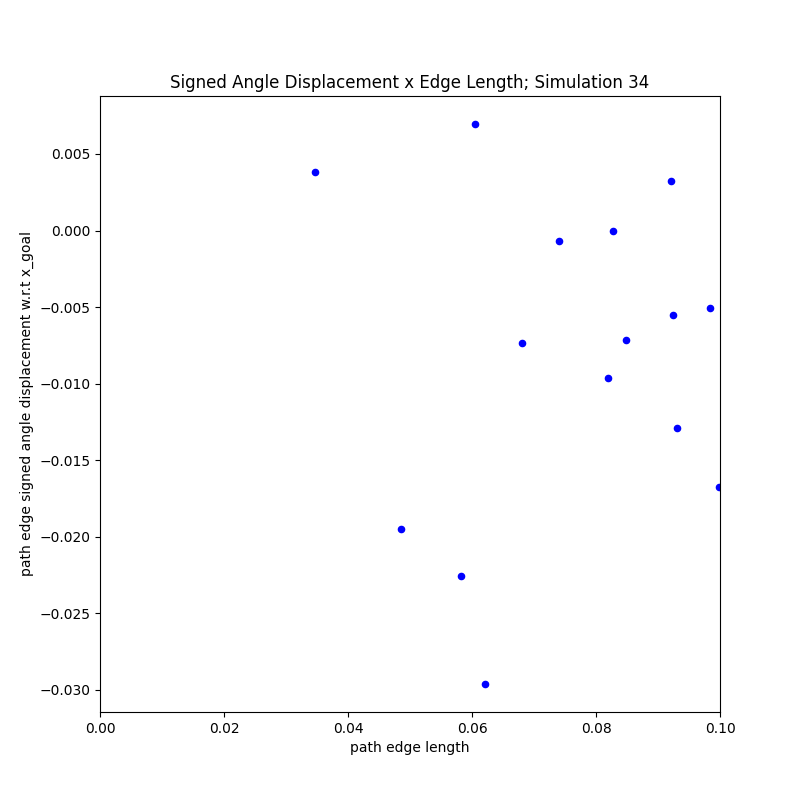 Signed Angle Displacement x Edge Length; Simulation 34
path edge signed angle displacement w.r.t x_goal
0.005
0.000
−0.005
−0.010
−0.015
−0.020
−0.025
−0.030
0.00 0.02 0.04 0.06 0.08 0.10
path edge length